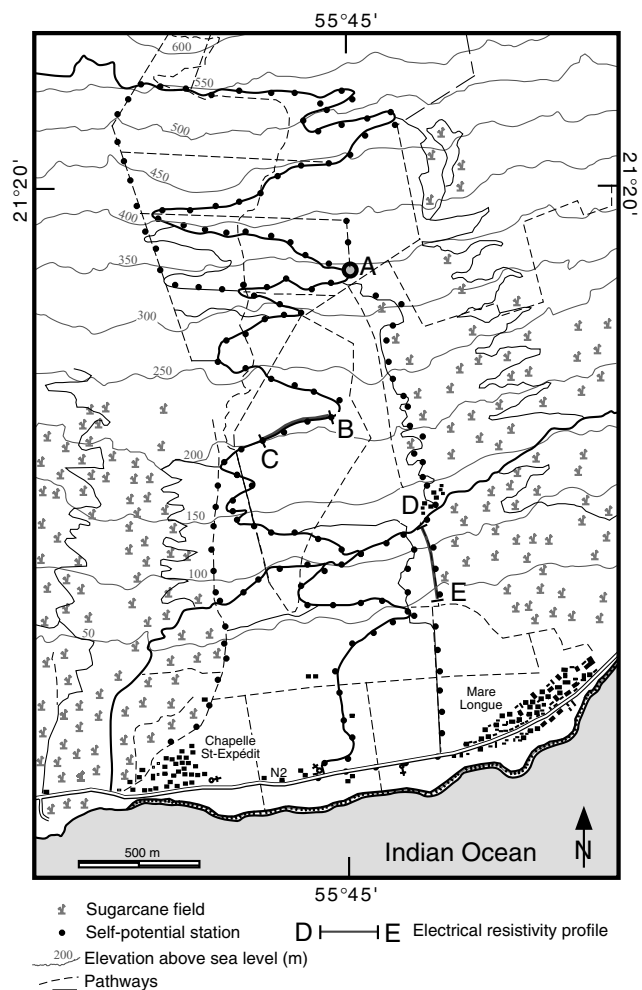 55°45'
600
550
500
21°20'
21°20'
450
400
A
350
300
250
B
C
200
D
150
100
E
50
Mare
Longue
Chapelle
St-Expédit
N2
500 m
Indian Ocean
N
55°45'
Sugarcane field
Self-potential station
D E Electrical resistivity profile
200 Elevation above sea level (m)
Pathways